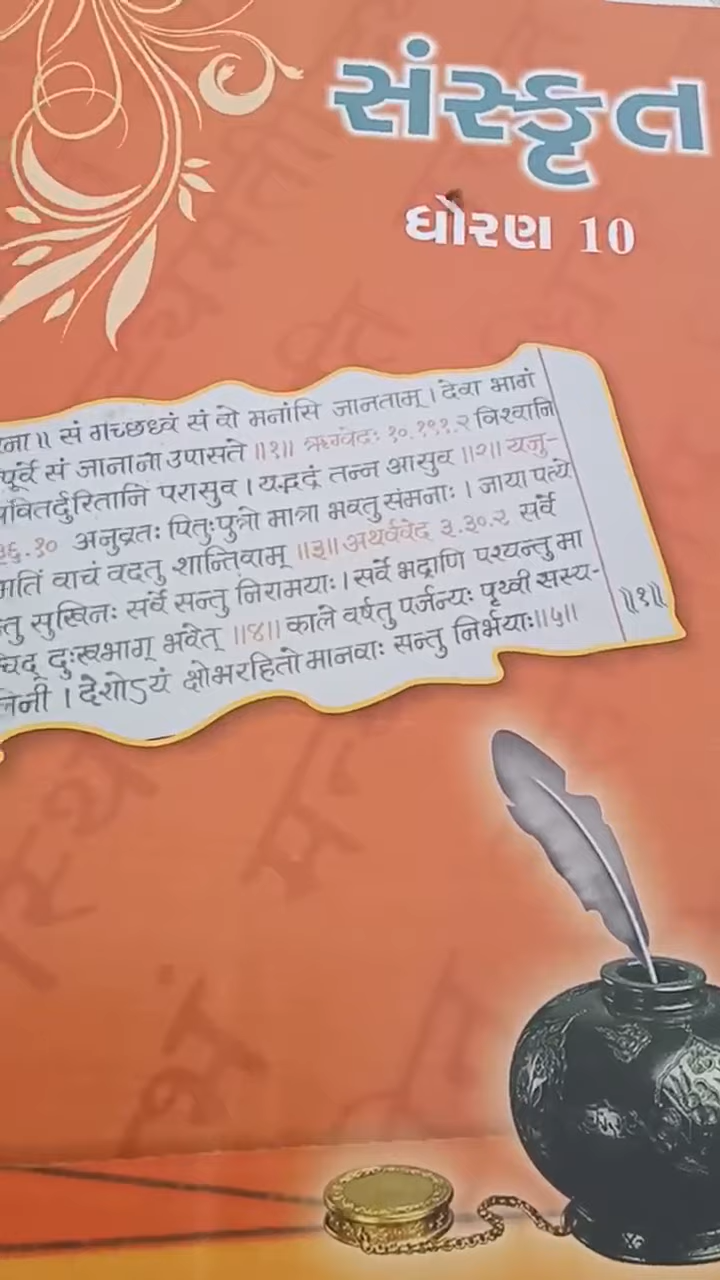 સંસ્કૃત
ધોરણ 10
सं गच्छध्वं सं वो मनांसि जानताम् । देवा भागं
पूर्वे सं जानाना उपासते ॥१॥ ऋग्वेदः १०.१९१.२ विश्वानि
परासुव । यद्भद्रं तन्न आसुव ॥२॥ यजु-
अनुव्रतः पितुःपुत्रो मात्रा भवतु संमनाः । जाया पत्ये
वाचं वदतु शान्तिवाम् ॥३॥ अथर्ववेद ३.३०.२ सर्वे
सुखिनः सर्वे सन्तु निरामयाः । सर्वे भद्राणि पश्यन्तु मा
दुःखभाग् भवेत् ॥४॥ काले वर्षतु पर्जन्यः पृथ्वी सस्य-
। देशोऽयं क्षोभरहितो मानवाः सन्तु निर्भयाः॥५॥
॥१॥